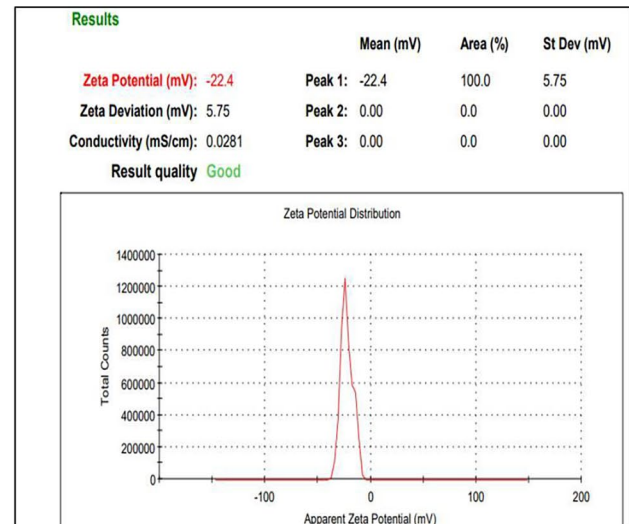 Results
Mean (mV) Area (%) St Dev (mV)
Zeta Potential (mV): -22.4 Peak 1: -22.4 100.0 5.75
Zeta Deviation (mV): 5.75 Peak 2: 0.00 0.0 0.00
Conductivity (mS/cm): 0.0281 Peak 3: 0.00 0.0 0.00
Result quality Good
Zeta Potential Distribution
1400000
1200000
1000000
800000
600000
400000
200000
0
Total Counts
-100 0 100 200
Apparent Zeta Potential (mV)